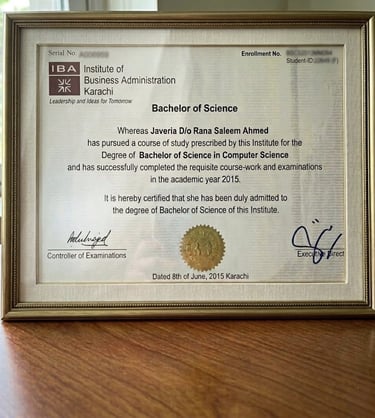 Serial No.
Enrollment No.
Student ID
IBA
Institute of
Business Administration
Karachi
Leadership and Ideas for Tomorrow
Bachelor of Science
Whereas Javeria D/o Rana Saleem Ahmed
has pursued a course of study prescribed by this Institute for the
Degree of Bachelor of Science in Computer Science
and has successfully completed the requisite course-work and examinations
in the academic year 2015.
It is hereby certified that she has been duly admitted to
the degree of Bachelor of Science of this Institute.
Controller of Examinations
Executive Direct
Dated 8th of June, 2015 Karachi